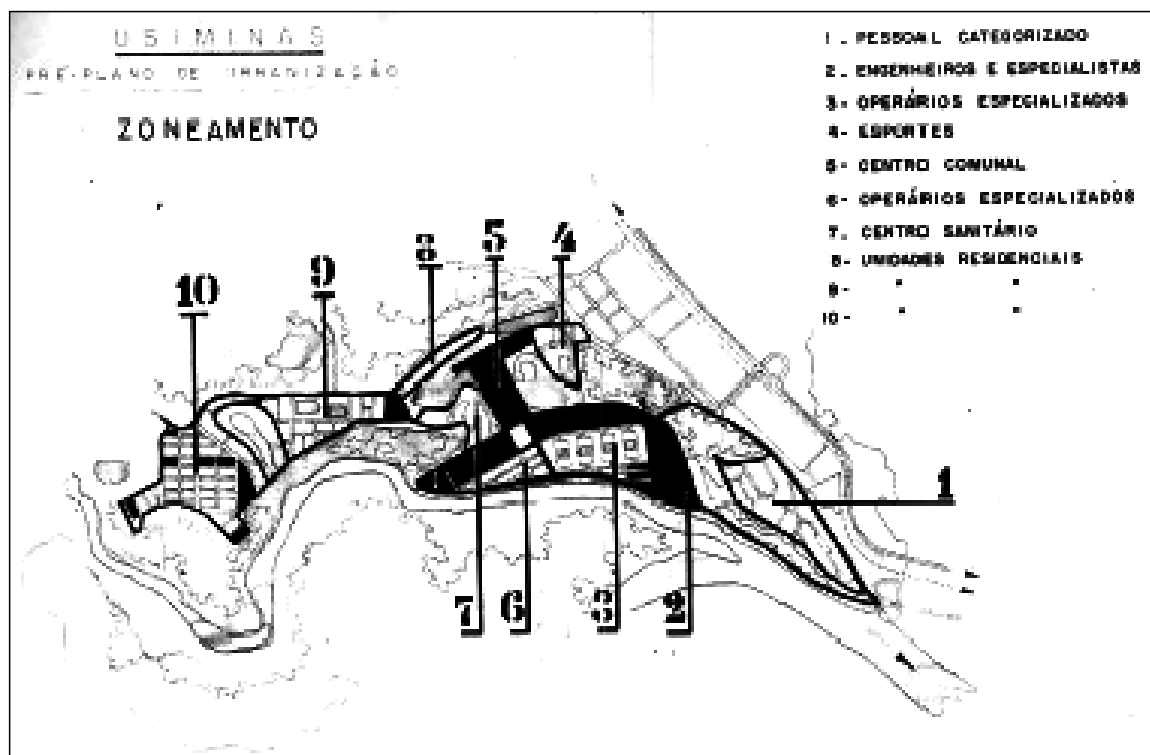 USIMINAS
PRÉ-PLANO DE URBANIZAÇÃO
ZONEAMENTO
1 - PESSOAL CATEGORIZADO
2 - ENGENHEIROS E ESPECIALISTAS
3 - OPERÁRIOS ESPECIALIZADOS
4 - ESPORTES
5 - CENTRO COMUNAL
6 - OPERÁRIOS ESPECIALIZADOS
7 - CENTRO SANITÁRIO
8 - UNIDADES RESIDENCIAIS
9 - " "
10 - " "
10
9
8
5
4
1
7
6
3
2